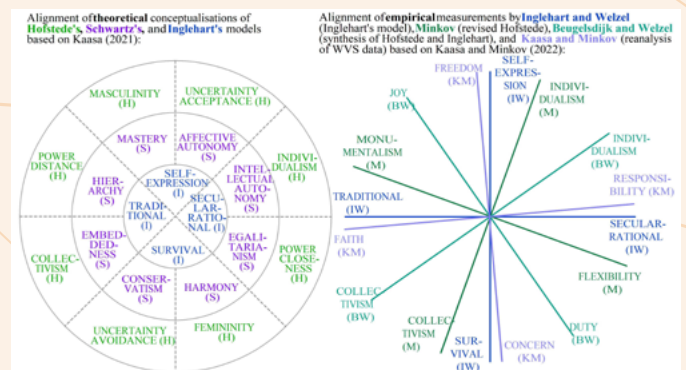 Alignment of theoretical conceptualisations of
Hofstede's, Schwartz's, and Inglehart's models
based on Kaasa (2021):
MASCULINITY
(H)
UNCERTAINTY
ACCEPTANCE (H)
POWER
DISTANCE
(H)
INDIVI-
DUALISM
(H)
COLLEC-
TIVISM
(H)
POWER
CLOSE-
NESS
(H)
UNCERTAINTY
AVOIDANCE (H)
FEMININITY
(H)
MASTERY
(S)
AFFECTIVE
AUTONOMY
(S)
HIER-
ARCHY
(S)
INTEL-
LECTUAL
AUTO-
NOMY
(S)
EMBED-
DED-
NESS
(S)
EGALI-
TARIA-
NISM
(S)
CONSER-
VATISM
(S)
HARMONY
(S)
SELF-
EXPRESSION
(I)
TRADI-
TIONAL
(I)
SECU-
LAR-
RATIO-
NAL (I)
SURVIVAL
(I)
Alignment of empirical measurements by Inglehart and Welzel
(Inglehart's model), Minkov (revised Hofstede), Beugelsdijk and Welzel
(synthesis of Hofstede and Inglehart), and Kaasa and Minkov (reanalysis
of WVS data) based on Kaasa and Minkov (2022):
FREEDOM
(KM)
SELF-
EXPRES-
SION
(IW)
INDIVI-
DUALISM
(M)
JOY
(BW)
INDIVI-
DUALISM
(BW)
MONU-
MENTALISM
(M)
RESPONSI-
BILITY (KM)
TRADITIONAL
(IW)
SECULAR-
RATIONAL
(IW)
FAITH
(KM)
FLEXIBILITY
(M)
COLLEC
TIVISM
(BW)
DUTY
(BW)
COLLEC-
TIVISM
(M)
SUR-
VIVAL
(IW)
CONCERN
(KM)